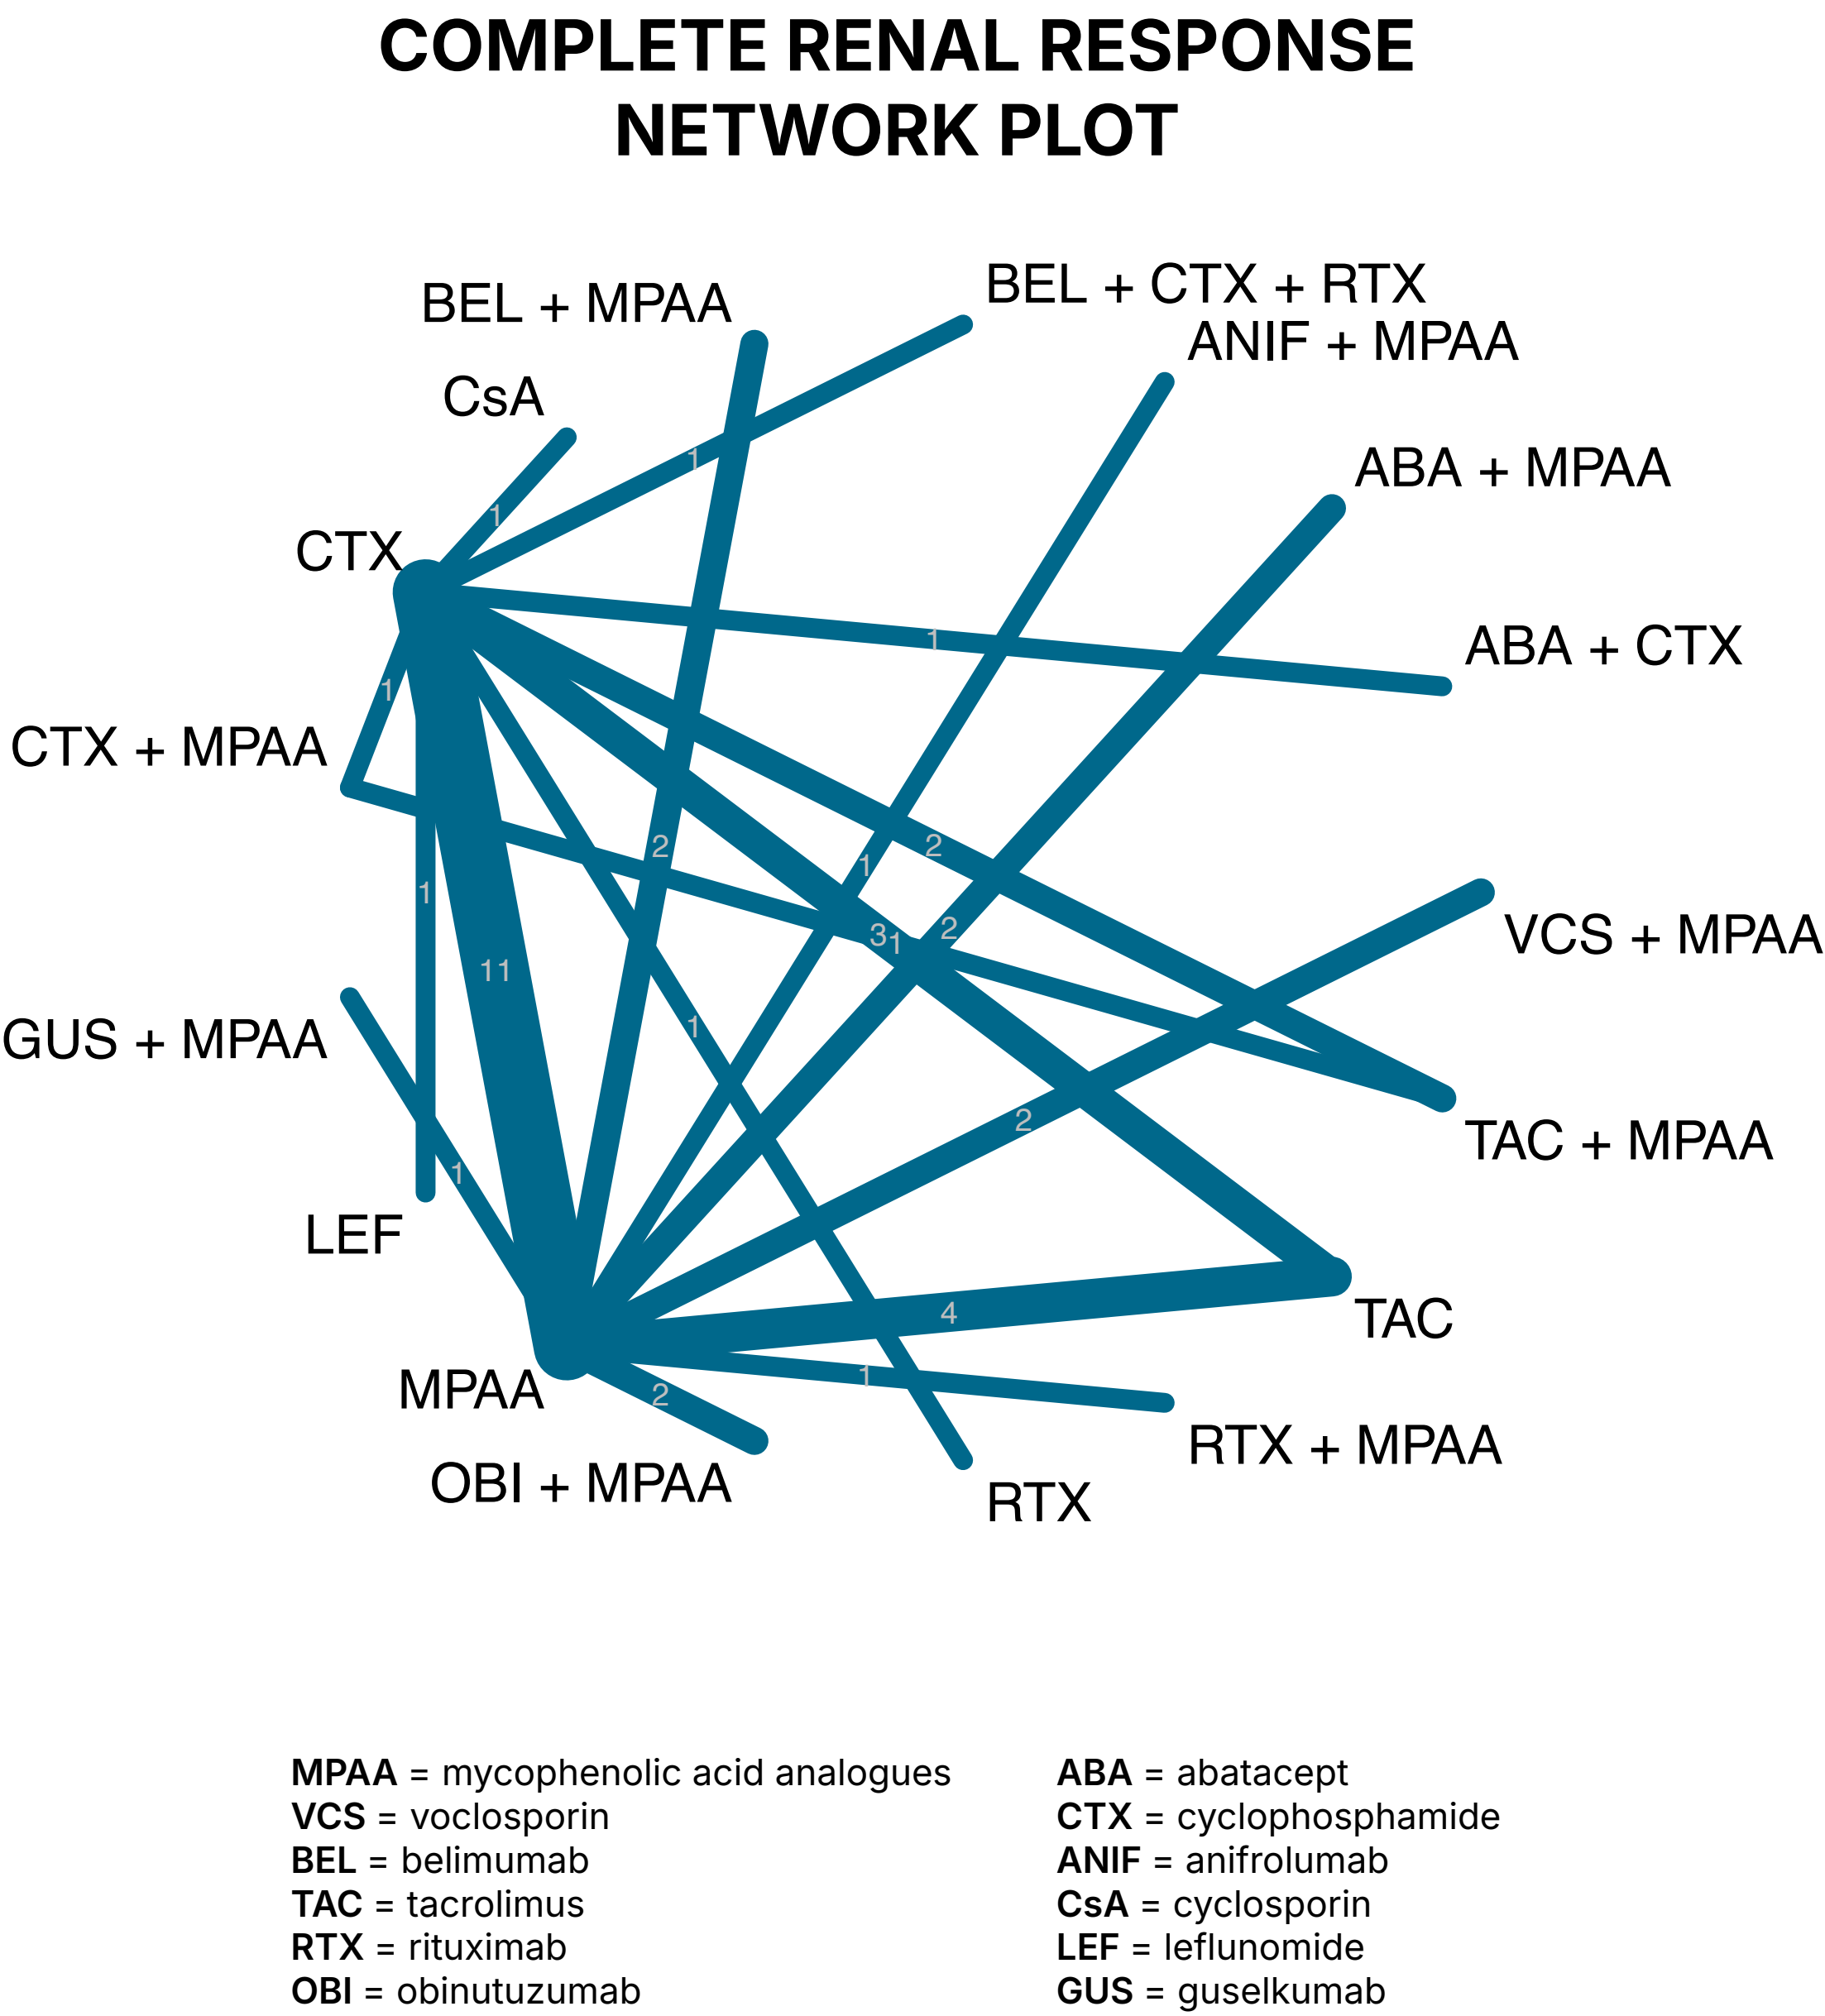 COMPLETE RENAL RESPONSE
NETWORK PLOT
BEL + CTX + RTX
BEL + MPAA
ANIF + MPAA
CsA
ABA + MPAA
1
1
CTX
ABA + CTX
1
1
CTX + MPAA
2
2
1
1
VCS + MPAA
2
31
11
GUS + MPAA
1
2
TAC + MPAA
1
LEF
4
TAC
1
MPAA
2
RTX + MPAA
OBI + MPAA
RTX
MPAA = mycophenolic acid analogues
VCS = voclosporin
BEL = belimumab
TAC = tacrolimus
RTX = rituximab
OBI = obinutuzumab
ABA = abatacept
CTX = cyclophosphamide
ANIF = anifrolumab
CsA = cyclosporin
LEF = leflunomide
GUS = guselkumab